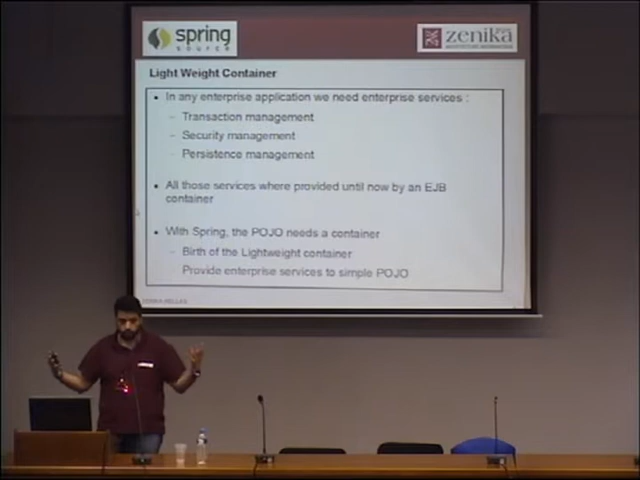 spring
source
zenika
Light Weight Container
• In any enterprise application we need enterprise services :
– Transaction management
– Security management
– Persistence management
• All those services where provided until now by an EJB
container
• With Spring, the POJO needs a container
– Birth of the Lightweight container
Provide enterprise services to simple POJO